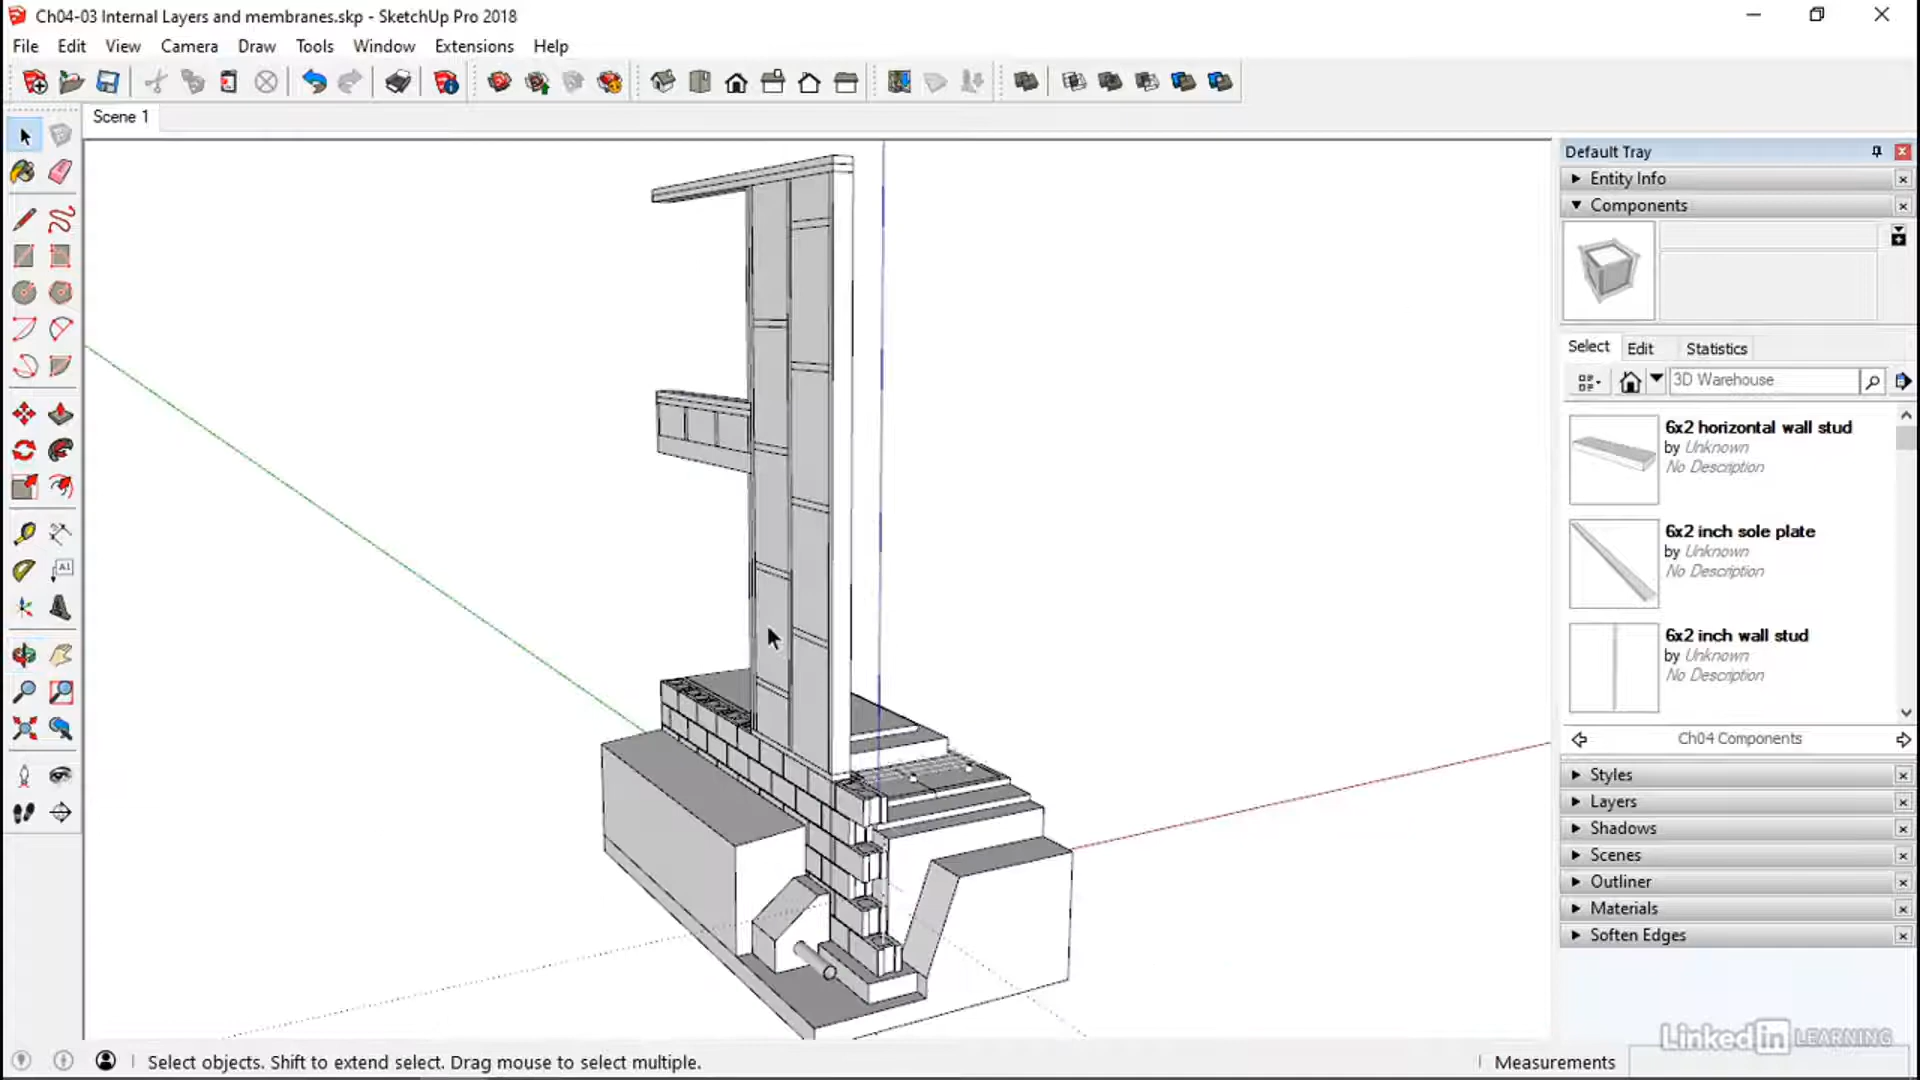 Ch04-03 Internal Layers and membranes.skp - SketchUp Pro 2018
File Edit View Camera Draw Tools Window Extensions Help
Scene 1
Default Tray
Entity Info
Components
Select Edit Statistics
3D Warehouse
6x2 horizontal wall stud
by Unknown
No Description
6x2 inch sole plate
by Unknown
No Description
6x2 inch wall stud
by Unknown
No Description
Ch04 Components
Styles
Layers
Shadows
Scenes
Outliner
Materials
Soften Edges
A1
Select objects. Shift to extend select. Drag mouse to select multiple.
Measurements
Linked in LEARNING